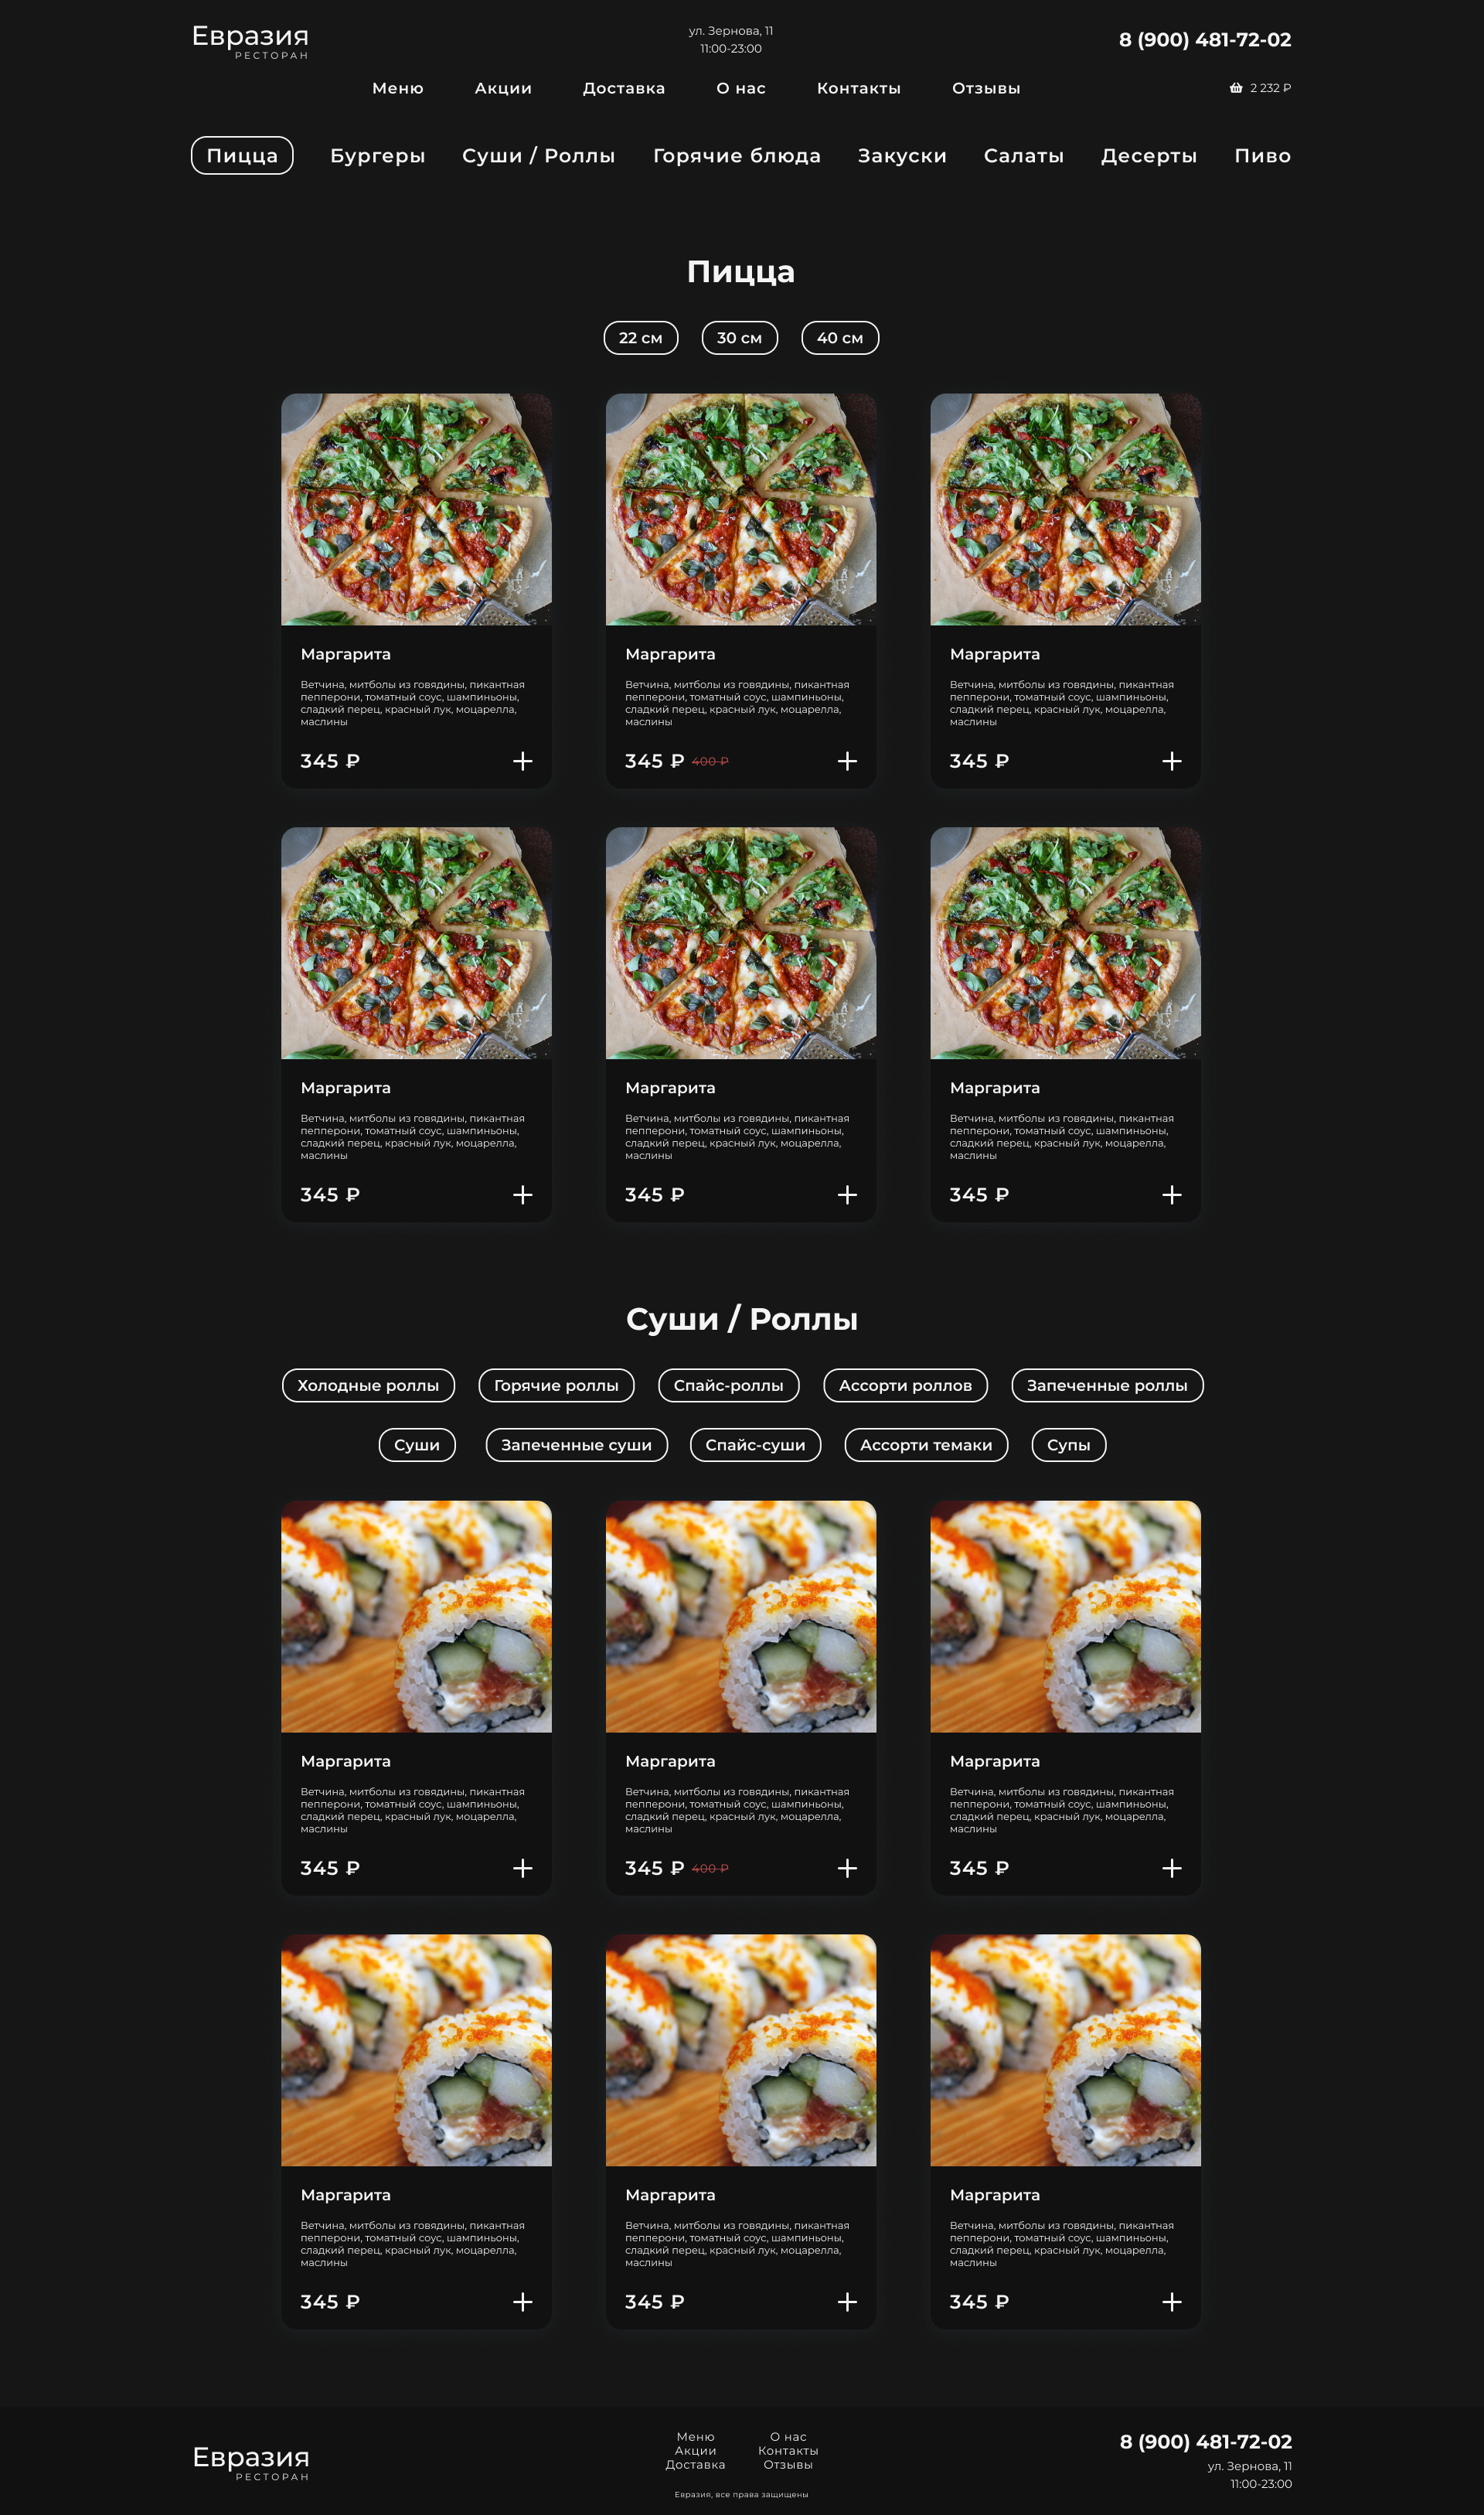 Евразия
РЕСТОРАН
ул. Зернова, 11
11:00-23:00
8 (900) 481-72-02
Меню Акции Доставка О нас Контакты Отзывы
2 232 ₽
Пицца Бургеры Суши / Роллы Горячие блюда Закуски Салаты Десерты Пиво
Пицца
22 см 30 см 40 см
Маргарита
Ветчина, митболы из говядины, пикантная
пепперони, томатный соус, шампиньоны,
сладкий перец, красный лук, моцарелла,
маслины
345 ₽
Маргарита
Ветчина, митболы из говядины, пикантная
пепперони, томатный соус, шампиньоны,
сладкий перец, красный лук, моцарелла,
маслины
345 ₽ 400 ₽
Маргарита
Ветчина, митболы из говядины, пикантная
пепперони, томатный соус, шампиньоны,
сладкий перец, красный лук, моцарелла,
маслины
345 ₽
Маргарита
Ветчина, митболы из говядины, пикантная
пепперони, томатный соус, шампиньоны,
сладкий перец, красный лук, моцарелла,
маслины
345 ₽
Маргарита
Ветчина, митболы из говядины, пикантная
пепперони, томатный соус, шампиньоны,
сладкий перец, красный лук, моцарелла,
маслины
345 ₽
Маргарита
Ветчина, митболы из говядины, пикантная
пепперони, томатный соус, шампиньоны,
сладкий перец, красный лук, моцарелла,
маслины
345 ₽
Суши / Роллы
Холодные роллы Горячие роллы Спайс-роллы Ассорти роллов Запеченные роллы
Суши Запеченные суши Спайс-суши Ассорти темаки Супы
Маргарита
Ветчина, митболы из говядины, пикантная
пепперони, томатный соус, шампиньоны,
сладкий перец, красный лук, моцарелла,
маслины
345 ₽
Маргарита
Ветчина, митболы из говядины, пикантная
пепперони, томатный соус, шампиньоны,
сладкий перец, красный лук, моцарелла,
маслины
345 ₽ 400 ₽
Маргарита
Ветчина, митболы из говядины, пикантная
пепперони, томатный соус, шампиньоны,
сладкий перец, красный лук, моцарелла,
маслины
345 ₽
Маргарита
Ветчина, митболы из говядины, пикантная
пепперони, томатный соус, шампиньоны,
сладкий перец, красный лук, моцарелла,
маслины
345 ₽
Маргарита
Ветчина, митболы из говядины, пикантная
пепперони, томатный соус, шампиньоны,
сладкий перец, красный лук, моцарелла,
маслины
345 ₽
Маргарита
Ветчина, митболы из говядины, пикантная
пепперони, томатный соус, шампиньоны,
сладкий перец, красный лук, моцарелла,
маслины
345 ₽
Евразия
РЕСТОРАН
Меню
Акции
Доставка
О нас
Контакты
Отзывы
Евразия, все права защищены
8 (900) 481-72-02
ул. Зернова, 11
11:00-23:00